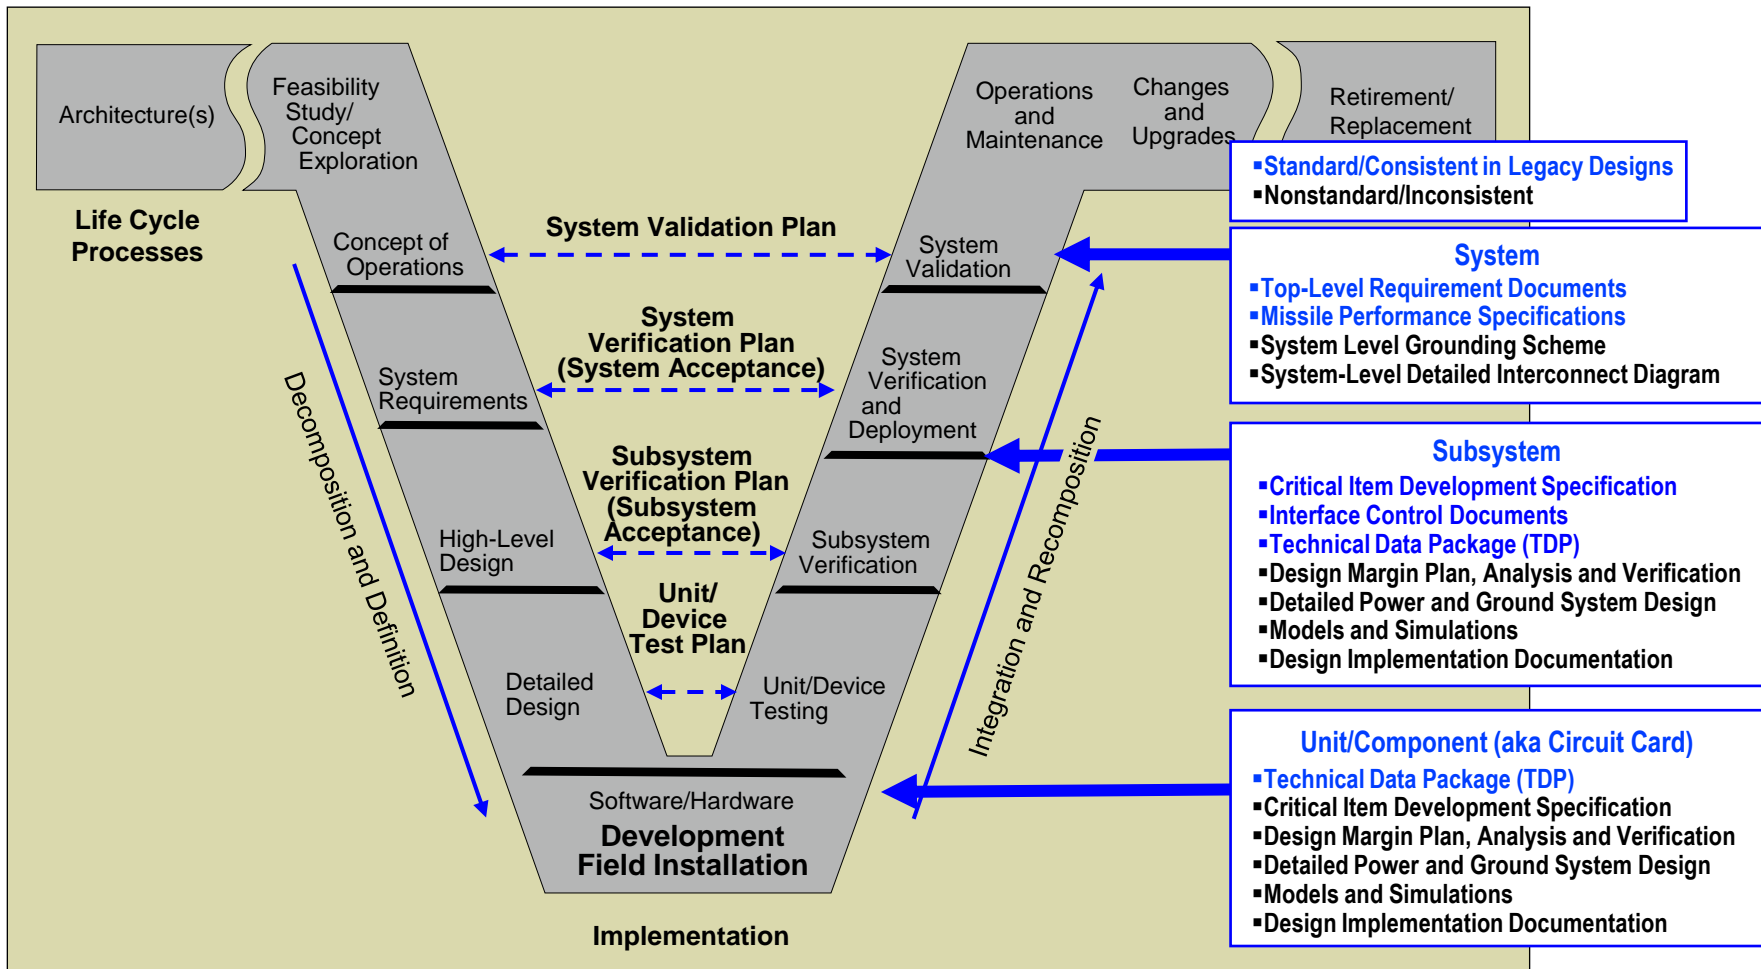 Architecture(s)
Feasibility
Study/
Concept
Exploration
Operations
and
Maintenance
Changes
and
Upgrades
Retirement/
Replacement
Life Cycle
Processes
Concept of
Operations
System Validation Plan
System
Validation
System
Requirements
System
Verification Plan
(System Acceptance)
System
Verification
and
Deployment
High-Level
Design
Subsystem
Verification Plan
(Subsystem
Acceptance)
Subsystem
Verification
Detailed
Design
Unit/
Device
Test Plan
Unit/Device
Testing
Decomposition and Definition
Integration and Recomposition
Software/Hardware
Development
Field Installation
Implementation
▪Standard/Consistent in Legacy Designs
▪Nonstandard/Inconsistent
System
▪Top-Level Requirement Documents
▪Missile Performance Specifications
▪System Level Grounding Scheme
▪System-Level Detailed Interconnect Diagram
Subsystem
▪Critical Item Development Specification
▪Interface Control Documents
▪Technical Data Package (TDP)
▪Design Margin Plan, Analysis and Verification
▪Detailed Power and Ground System Design
▪Models and Simulations
▪Design Implementation Documentation
Unit/Component (aka Circuit Card)
▪Technical Data Package (TDP)
▪Critical Item Development Specification
▪Design Margin Plan, Analysis and Verification
▪Detailed Power and Ground System Design
▪Models and Simulations
▪Design Implementation Documentation